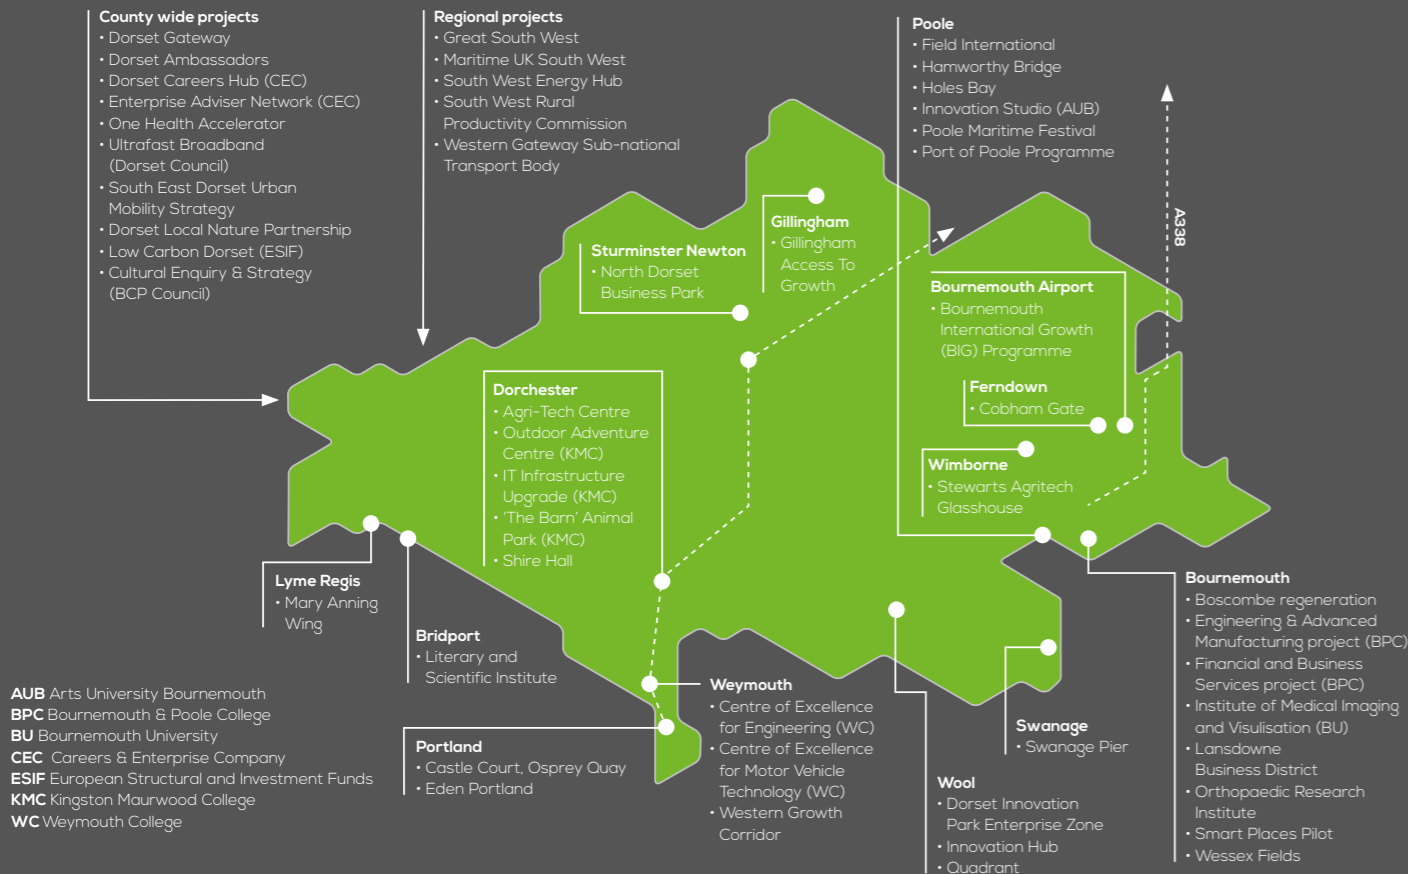 County wide projects
• Dorset Gateway
• Dorset Ambassadors
• Dorset Careers Hub (CEC)
• Enterprise Adviser Network (CEC)
• One Health Accelerator
• Ultrafast Broadband
(Dorset Council)
• South East Dorset Urban
Mobility Strategy
• Dorset Local Nature Partnership
• Low Carbon Dorset (ESIF)
• Cultural Enquiry & Strategy
(BCP Council)
Regional projects
• Great South West
• Maritime UK South West
• South West Energy Hub
• South West Rural
Productivity Commission
• Western Gateway Sub-national
Transport Body
Poole
• Field International
• Hamworthy Bridge
• Holes Bay
• Innovation Studio (AUB)
• Poole Maritime Festival
• Port of Poole Programme
A338
Gillingham
• Gillingham
Access To
Growth
Sturminster Newton
• North Dorset
Business Park
Bournemouth Airport
• Bournemouth
International Growth
(BIG) Programme
Ferndown
• Cobham Gate
Wimborne
• Stewarts Agritech
Glasshouse
Dorchester
• Agri-Tech Centre
• Outdoor Adventure
Centre (KMC)
• IT Infrastructure
Upgrade (KMC)
• ‘The Barn’ Animal
Park (KMC)
• Shire Hall
Lyme Regis
• Mary Anning
Wing
Bridport
• Literary and
Scientific Institute
Portland
• Castle Court, Osprey Quay
• Eden Portland
Weymouth
• Centre of Excellence
for Engineering (WC)
• Centre of Excellence
for Motor Vehicle
Technology (WC)
• Western Growth
Corridor
Wool
• Dorset Innovation
Park Enterprise Zone
• Innovation Hub
• Quadrant
Swanage
• Swanage Pier
Bournemouth
• Boscombe regeneration
• Engineering & Advanced
Manufacturing project (BPC)
• Financial and Business
Services project (BPC)
• Institute of Medical Imaging
and Visulisation (BU)
• Lansdowne
Business District
• Orthopaedic Research
Institute
• Smart Places Pilot
• Wessex Fields
AUB Arts University Bournemouth
BPC Bournemouth & Poole College
BU Bournemouth University
CEC Careers & Enterprise Company
ESIF European Structural and Investment Funds
KMC Kingston Maurwood College
WC Weymouth College